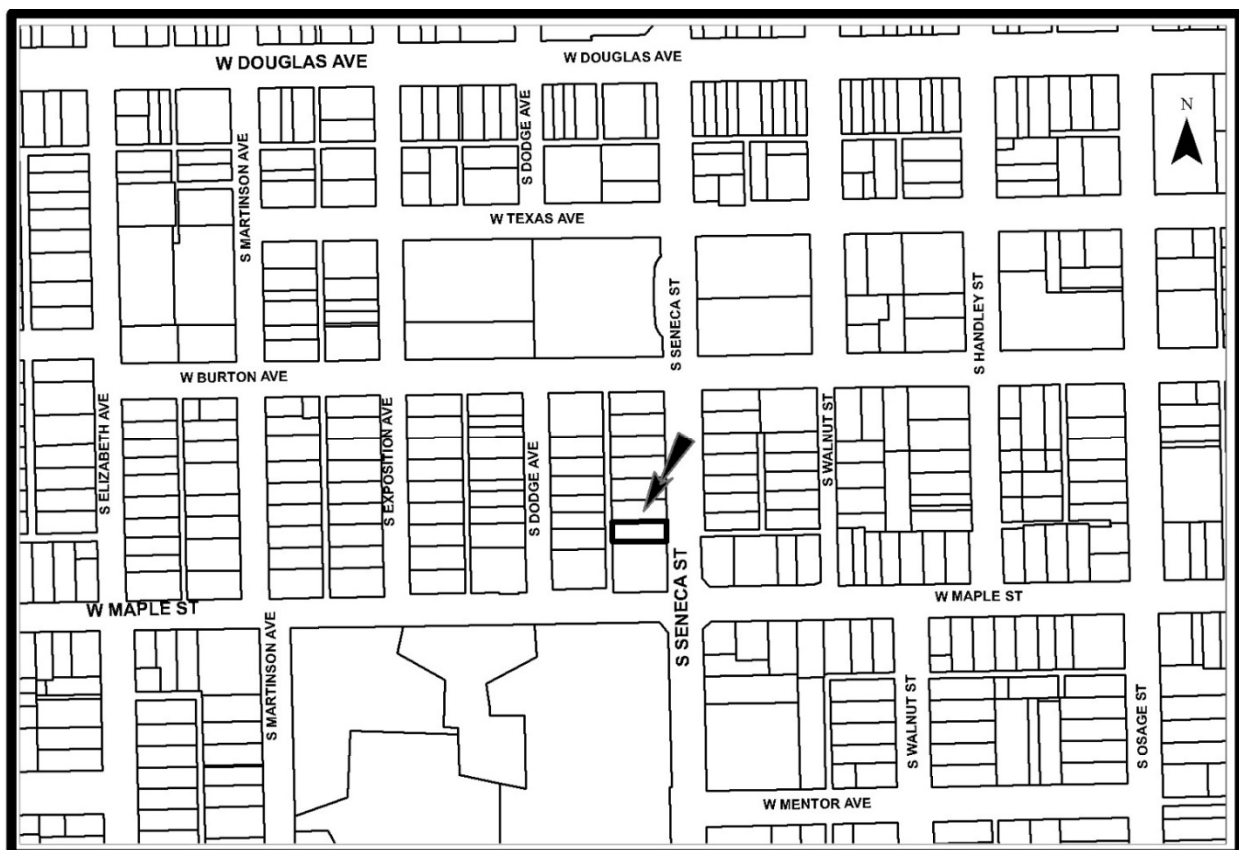 W DOUGLAS AVE
W DOUGLAS AVE
N
S DODGE AVE
S MARTINSON AVE
W TEXAS AVE
S SENECA ST
S HANDLEY ST
W BURTON AVE
S ELIZABETH AVE
S EXPOSITION AVE
S DODGE AVE
S WALNUT ST
W MAPLE ST
W MAPLE ST
S SENECA ST
S MARTINSON AVE
S WALNUT ST
S OSAGE ST
W MENTOR AVE